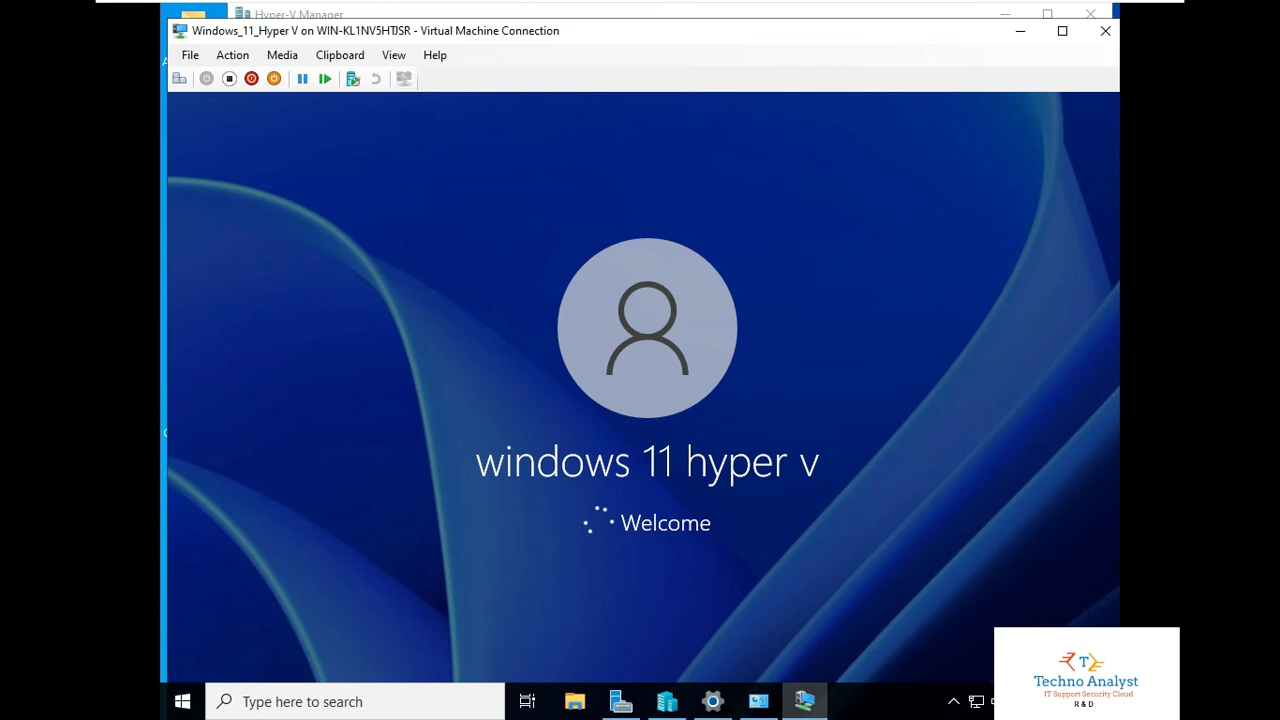 Hyper-V Manager
Windows_11_Hyper V on WIN-KL1NV5HTJSR - Virtual Machine Connection
File Action Media Clipboard View Help
windows 11 hyper v
Welcome
Type here to search
Techno Analyst
IT Support Security Cloud
R & D